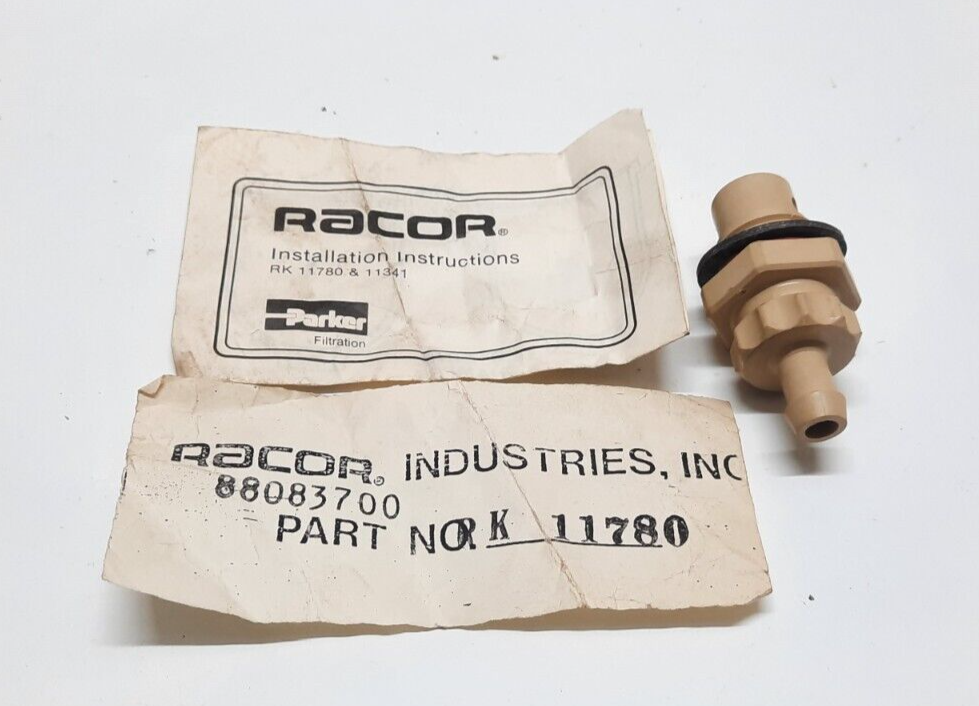 RACOR®
Installation Instructions
RK 11780 & 11341
Parker
Filtration
RACOR® INDUSTRIES, INC
88083700
PART NO. RK 11780